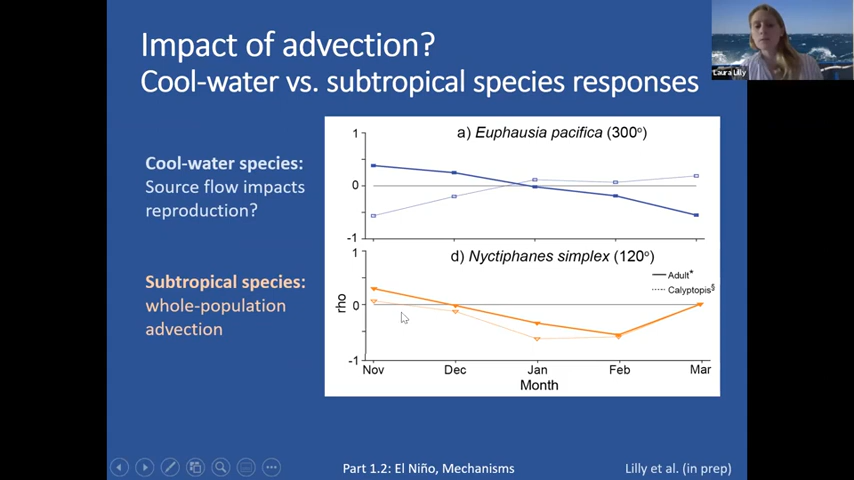 Impact of advection?
Cool-water vs. subtropical species responses
Laura Lilly
Cool-water species:
Source flow impacts
reproduction?
Subtropical species:
whole-population
advection
a) Euphausia pacifica (300º)
1
0
-1
d) Nyctiphanes simplex (120º)
Adult*
Calyptopis§
1
0
-1
rho
Nov Dec Jan Feb Mar
Month
Part 1.2: El Niño, Mechanisms
Lilly et al. (in prep)